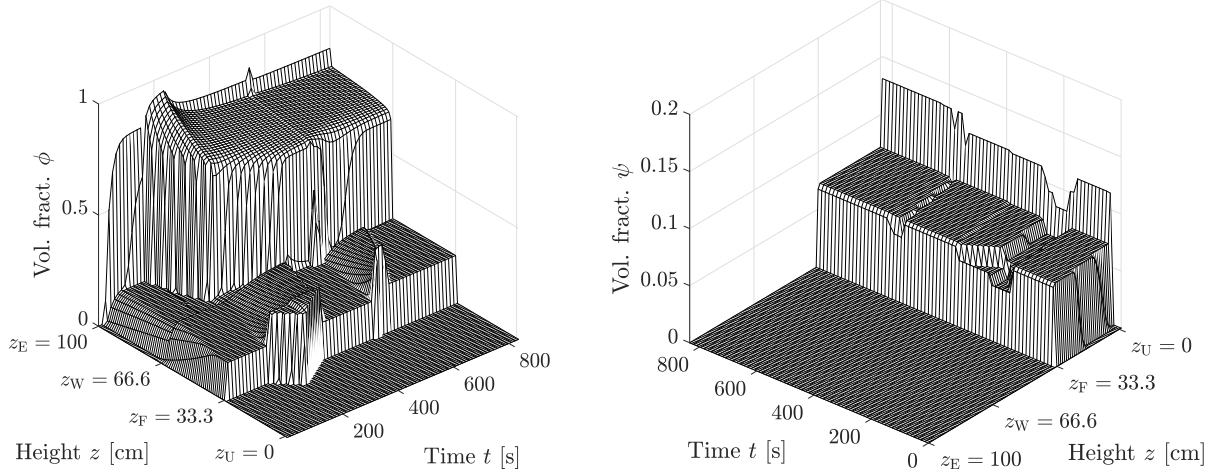 1
0.5
0
Vol. fract. ϕ
z_E = 100
z_W = 66.6
z_F = 33.3
z_U = 0
Height z [cm]
200
400
600
800
Time t [s]
0.2
0.15
0.1
0.05
0
Vol. fract. ψ
800
600
400
200
0
Time t [s]
z_U = 0
z_F = 33.3
z_W = 66.6
z_E = 100
Height z [cm]